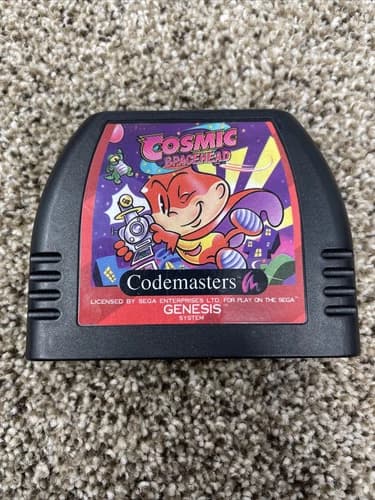 COSMIC
SPACEHEAD
Codemasters
LICENSED BY SEGA ENTERPRISES LTD. FOR PLAY ON THE SEGA™
GENESIS
SYSTEM